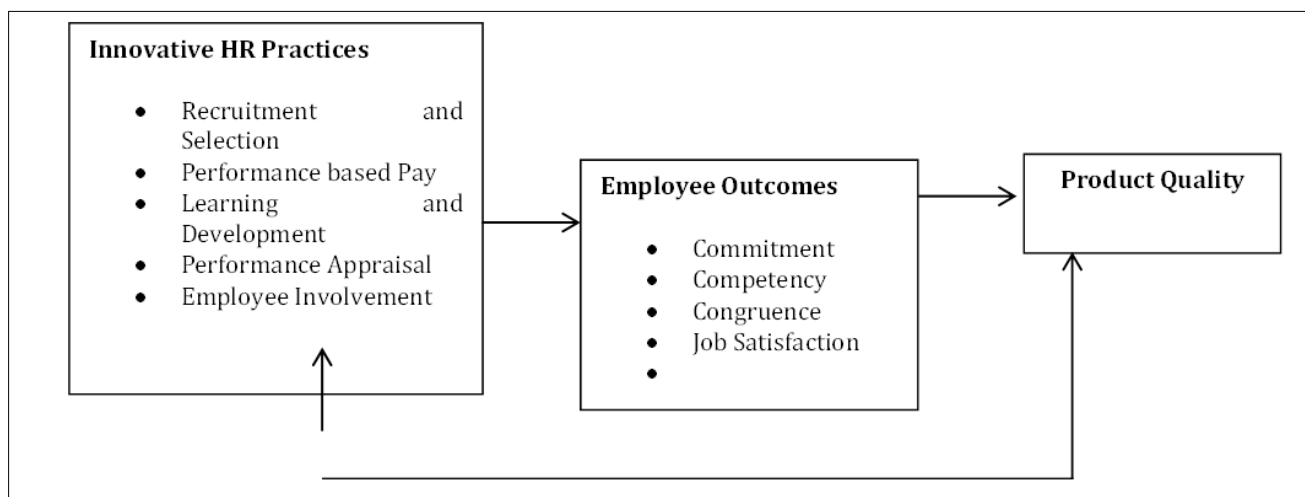 Innovative HR Practices
● Recruitment and
Selection
● Performance based Pay
● Learning and
Development
● Performance Appraisal
● Employee Involvement
Employee Outcomes
● Commitment
● Competency
● Congruence
● Job Satisfaction
●
Product Quality